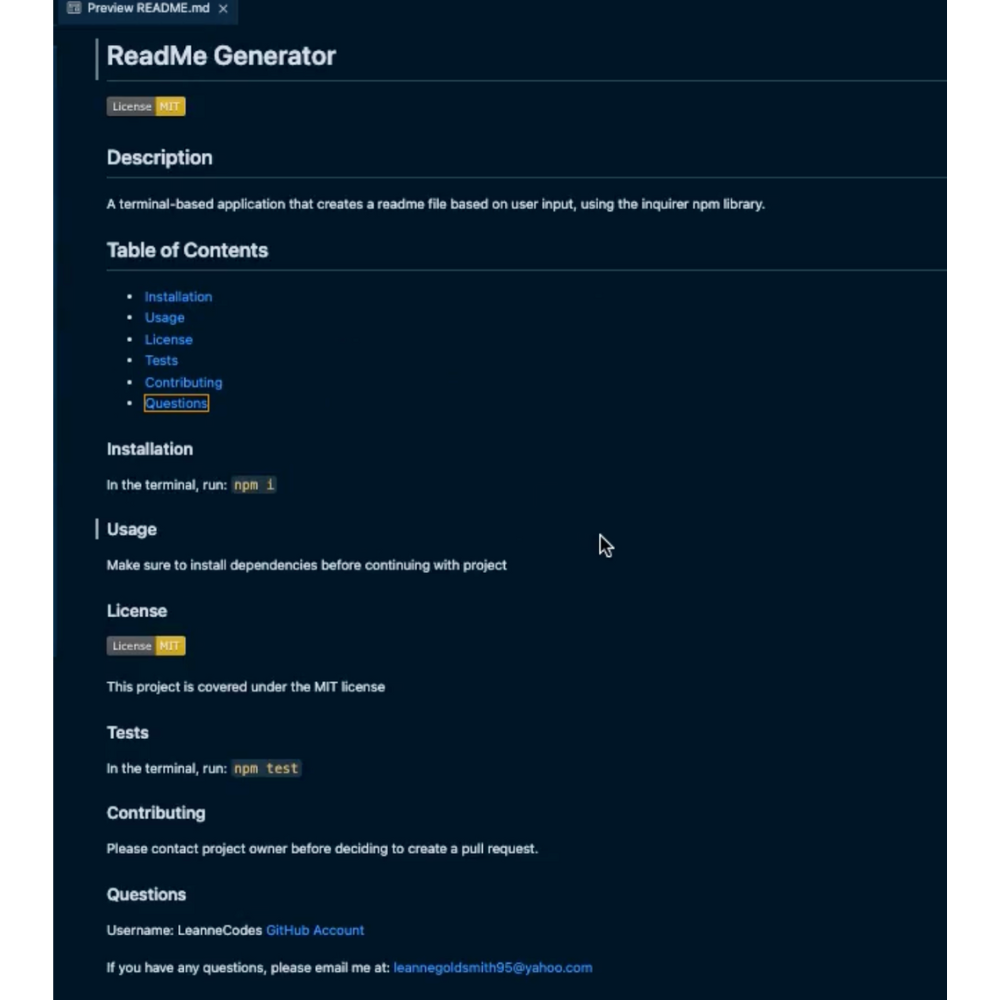 Preview README.md
ReadMe Generator
License MIT
Description
A terminal-based application that creates a readme file based on user input, using the inquirer npm library.
Table of Contents
Installation
Usage
License
Tests
Contributing
Questions
Installation
In the terminal, run: npm i
Usage
Make sure to install dependencies before continuing with project
License
License MIT
This project is covered under the MIT license
Tests
In the terminal, run: npm test
Contributing
Please contact project owner before deciding to create a pull request.
Questions
Username: LeanneCodes GitHub Account
If you have any questions, please email me at: leannegoldsmith95@yahoo.com